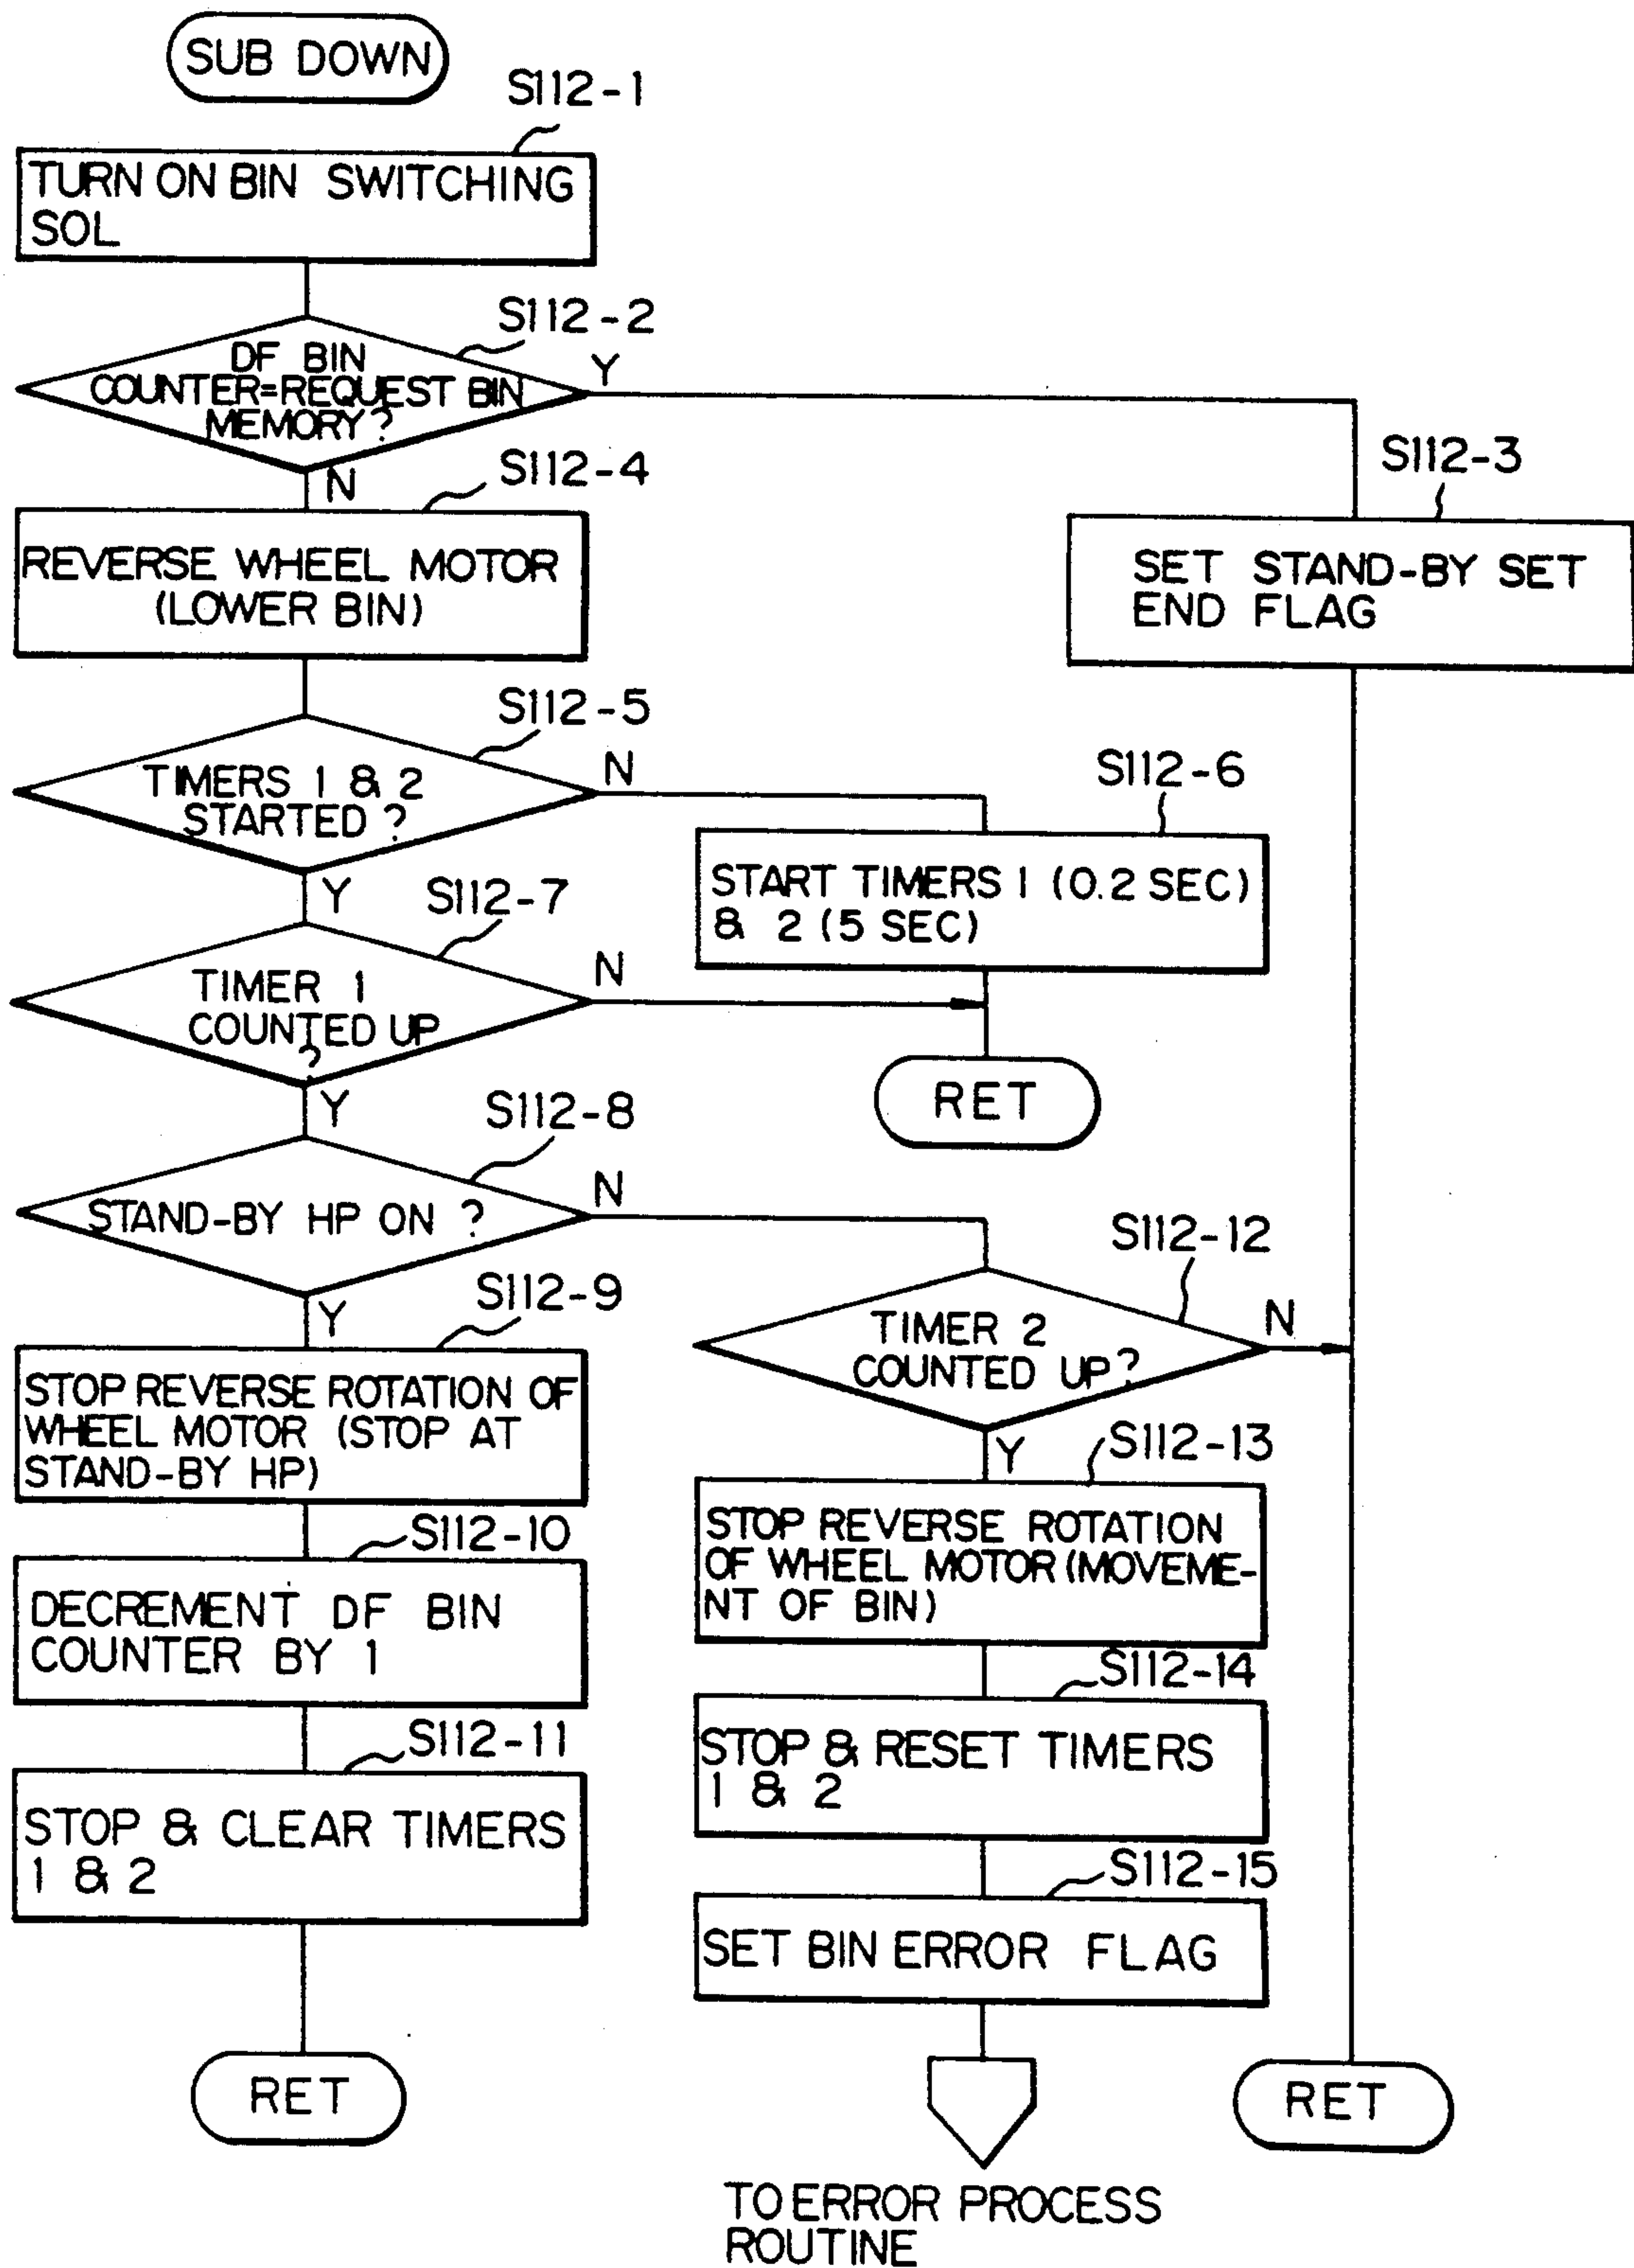 SUB DOWN
S112-1
TURN ON BIN SWITCHING
SOL
S112-2
DF BIN
COUNTER=REQUEST BIN
MEMORY?
Y
N
S112-3
SET STAND-BY SET
END FLAG
S112-4
REVERSE WHEEL MOTOR
(LOWER BIN)
S112-5
TIMERS 1 & 2
STARTED ?
N
Y
S112-6
START TIMERS 1 (0.2 SEC)
& 2 (5 SEC)
S112-7
TIMER 1
COUNTED UP
?
N
Y
RET
S112-8
STAND-BY HP ON ?
N
Y
S112-9
STOP REVERSE ROTATION OF
WHEEL MOTOR (STOP AT
STAND-BY HP)
S112-10
DECREMENT DF BIN
COUNTER BY 1
S112-11
STOP & CLEAR TIMERS
1 & 2
RET
S112-12
TIMER 2
COUNTED UP?
N
Y
S112-13
STOP REVERSE ROTATION
OF WHEEL MOTOR (MOVEME-
NT OF BIN)
S112-14
STOP & RESET TIMERS
1 & 2
S112-15
SET BIN ERROR FLAG
TO ERROR PROCESS
ROUTINE
RET